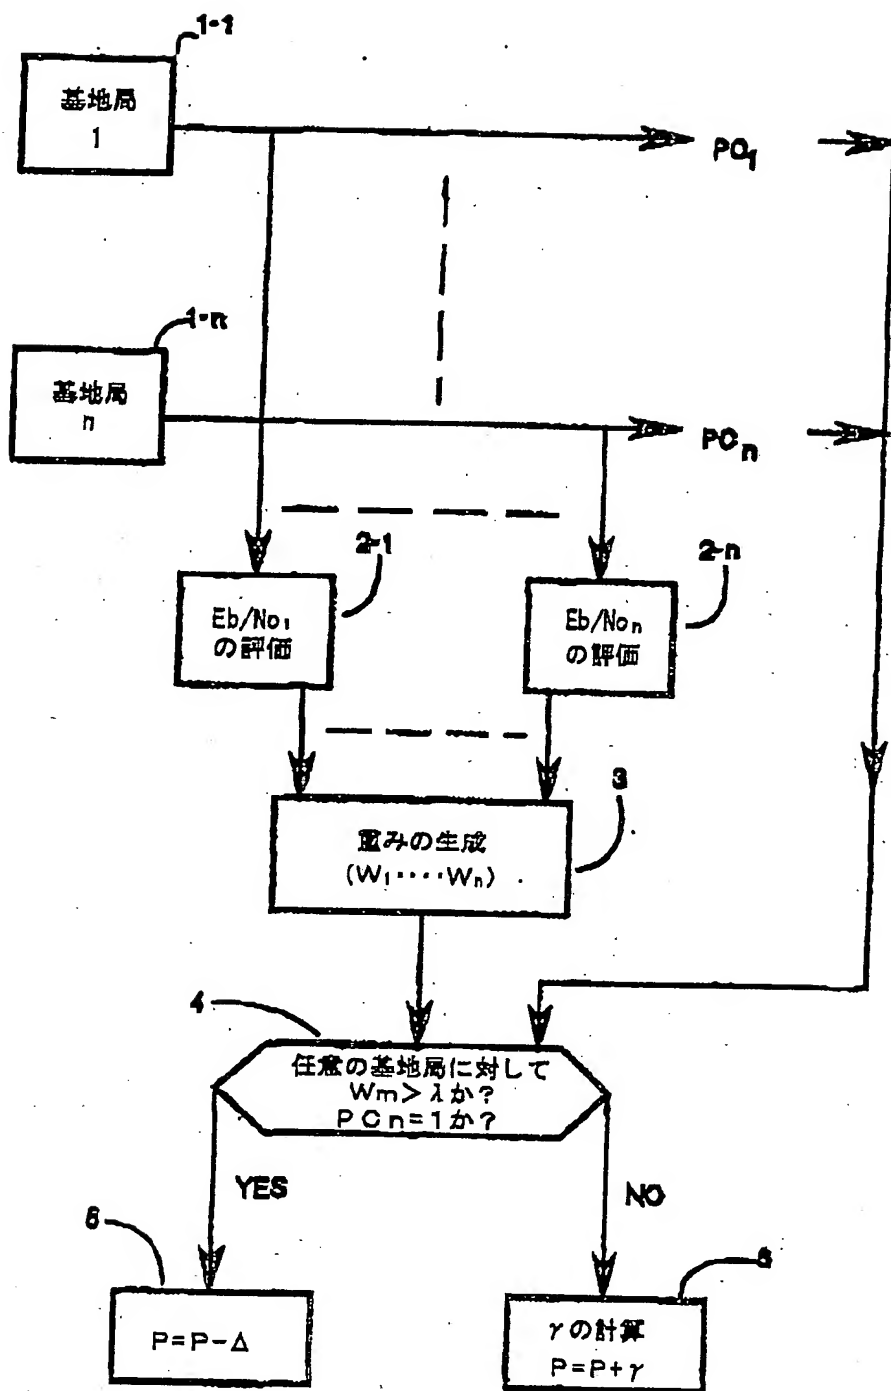 1-1
基地局
1
PC1
1-n
基地局
n
PCn
2-1
2-n
Eb/No1
の評価
Eb/Non
の評価
3
重みの生成
(W1····Wn)
4
任意の基地局に対して
Wm>λか?
PCn=1か?
YES
NO
P=P-Δ
γの計算
P=P+γ